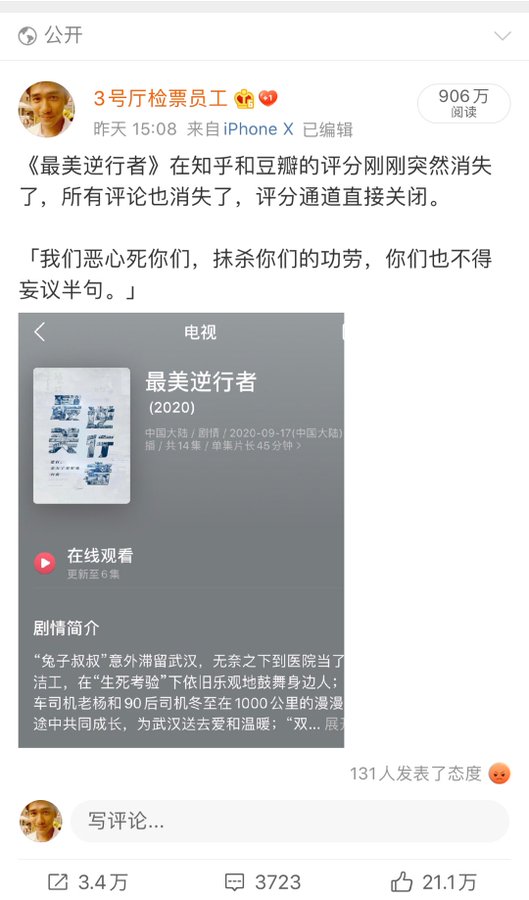 公开
3号厅检票员工
906万
阅读
昨天 15:08 来自iPhone X 已编辑
《最美逆行者》在知乎和豆瓣的评分刚刚突然消失
了，所有评论也消失了，评分通道直接关闭。
「我们恶心死你们，抹杀你们的功劳，你们也不得
妄议半句。」
电视
最美逆行者
最美逆行者
(2020)
中国大陆 / 剧情 / 2020-09-17(中国大陆)
播 / 共14集 / 单集片长45分钟 >
在线观看
更新至6集
剧情简介
“兔子叔叔”意外滞留武汉，无奈之下到医院当了
洁工，在“生死考验”下依旧乐观地鼓舞身边人；
车司机老杨和90后司机冬至在1000公里的漫漫
途中共同成长，为武汉送去爱和温暖；“双... 展
131人发表了态度
写评论...
3.4万
3723
21.1万